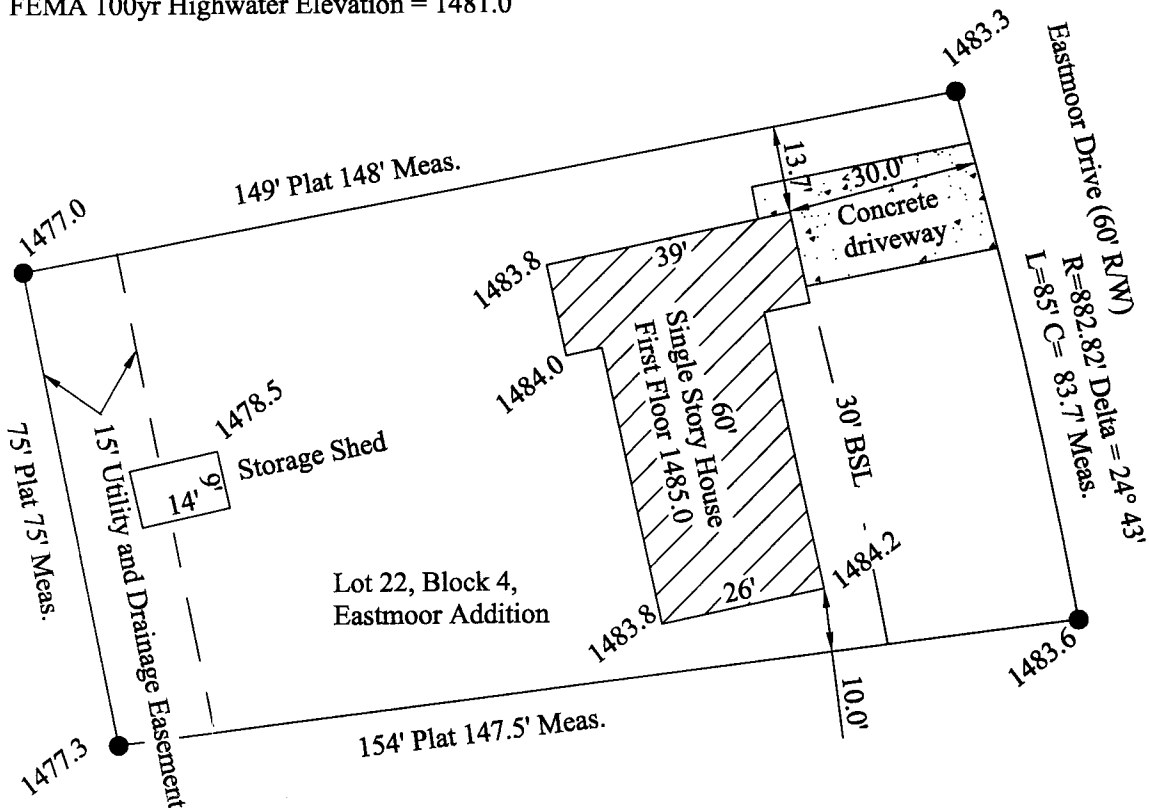 FEMA 100yr Highwater Elevation = 1481.0
1483.3
Eastmoor Drive (60' R/W)
R=882.82' Delta = 24° 43'
L=85' C= 83.7' Meas.
149' Plat 148' Meas.
13.7'
30.0'
Concrete
driveway
1477.0
39'
1483.8
1484.0
60'
Single Story House
First Floor 1485.0
30' BSL
1478.5
Storage Shed
9'
14'
75' Plat 75' Meas.
15' Utility and Drainage Easement
Lot 22, Block 4,
Eastmoor Addition
26'
1484.2
1483.8
1483.6
10.0'
154' Plat 147.5' Meas.
1477.3